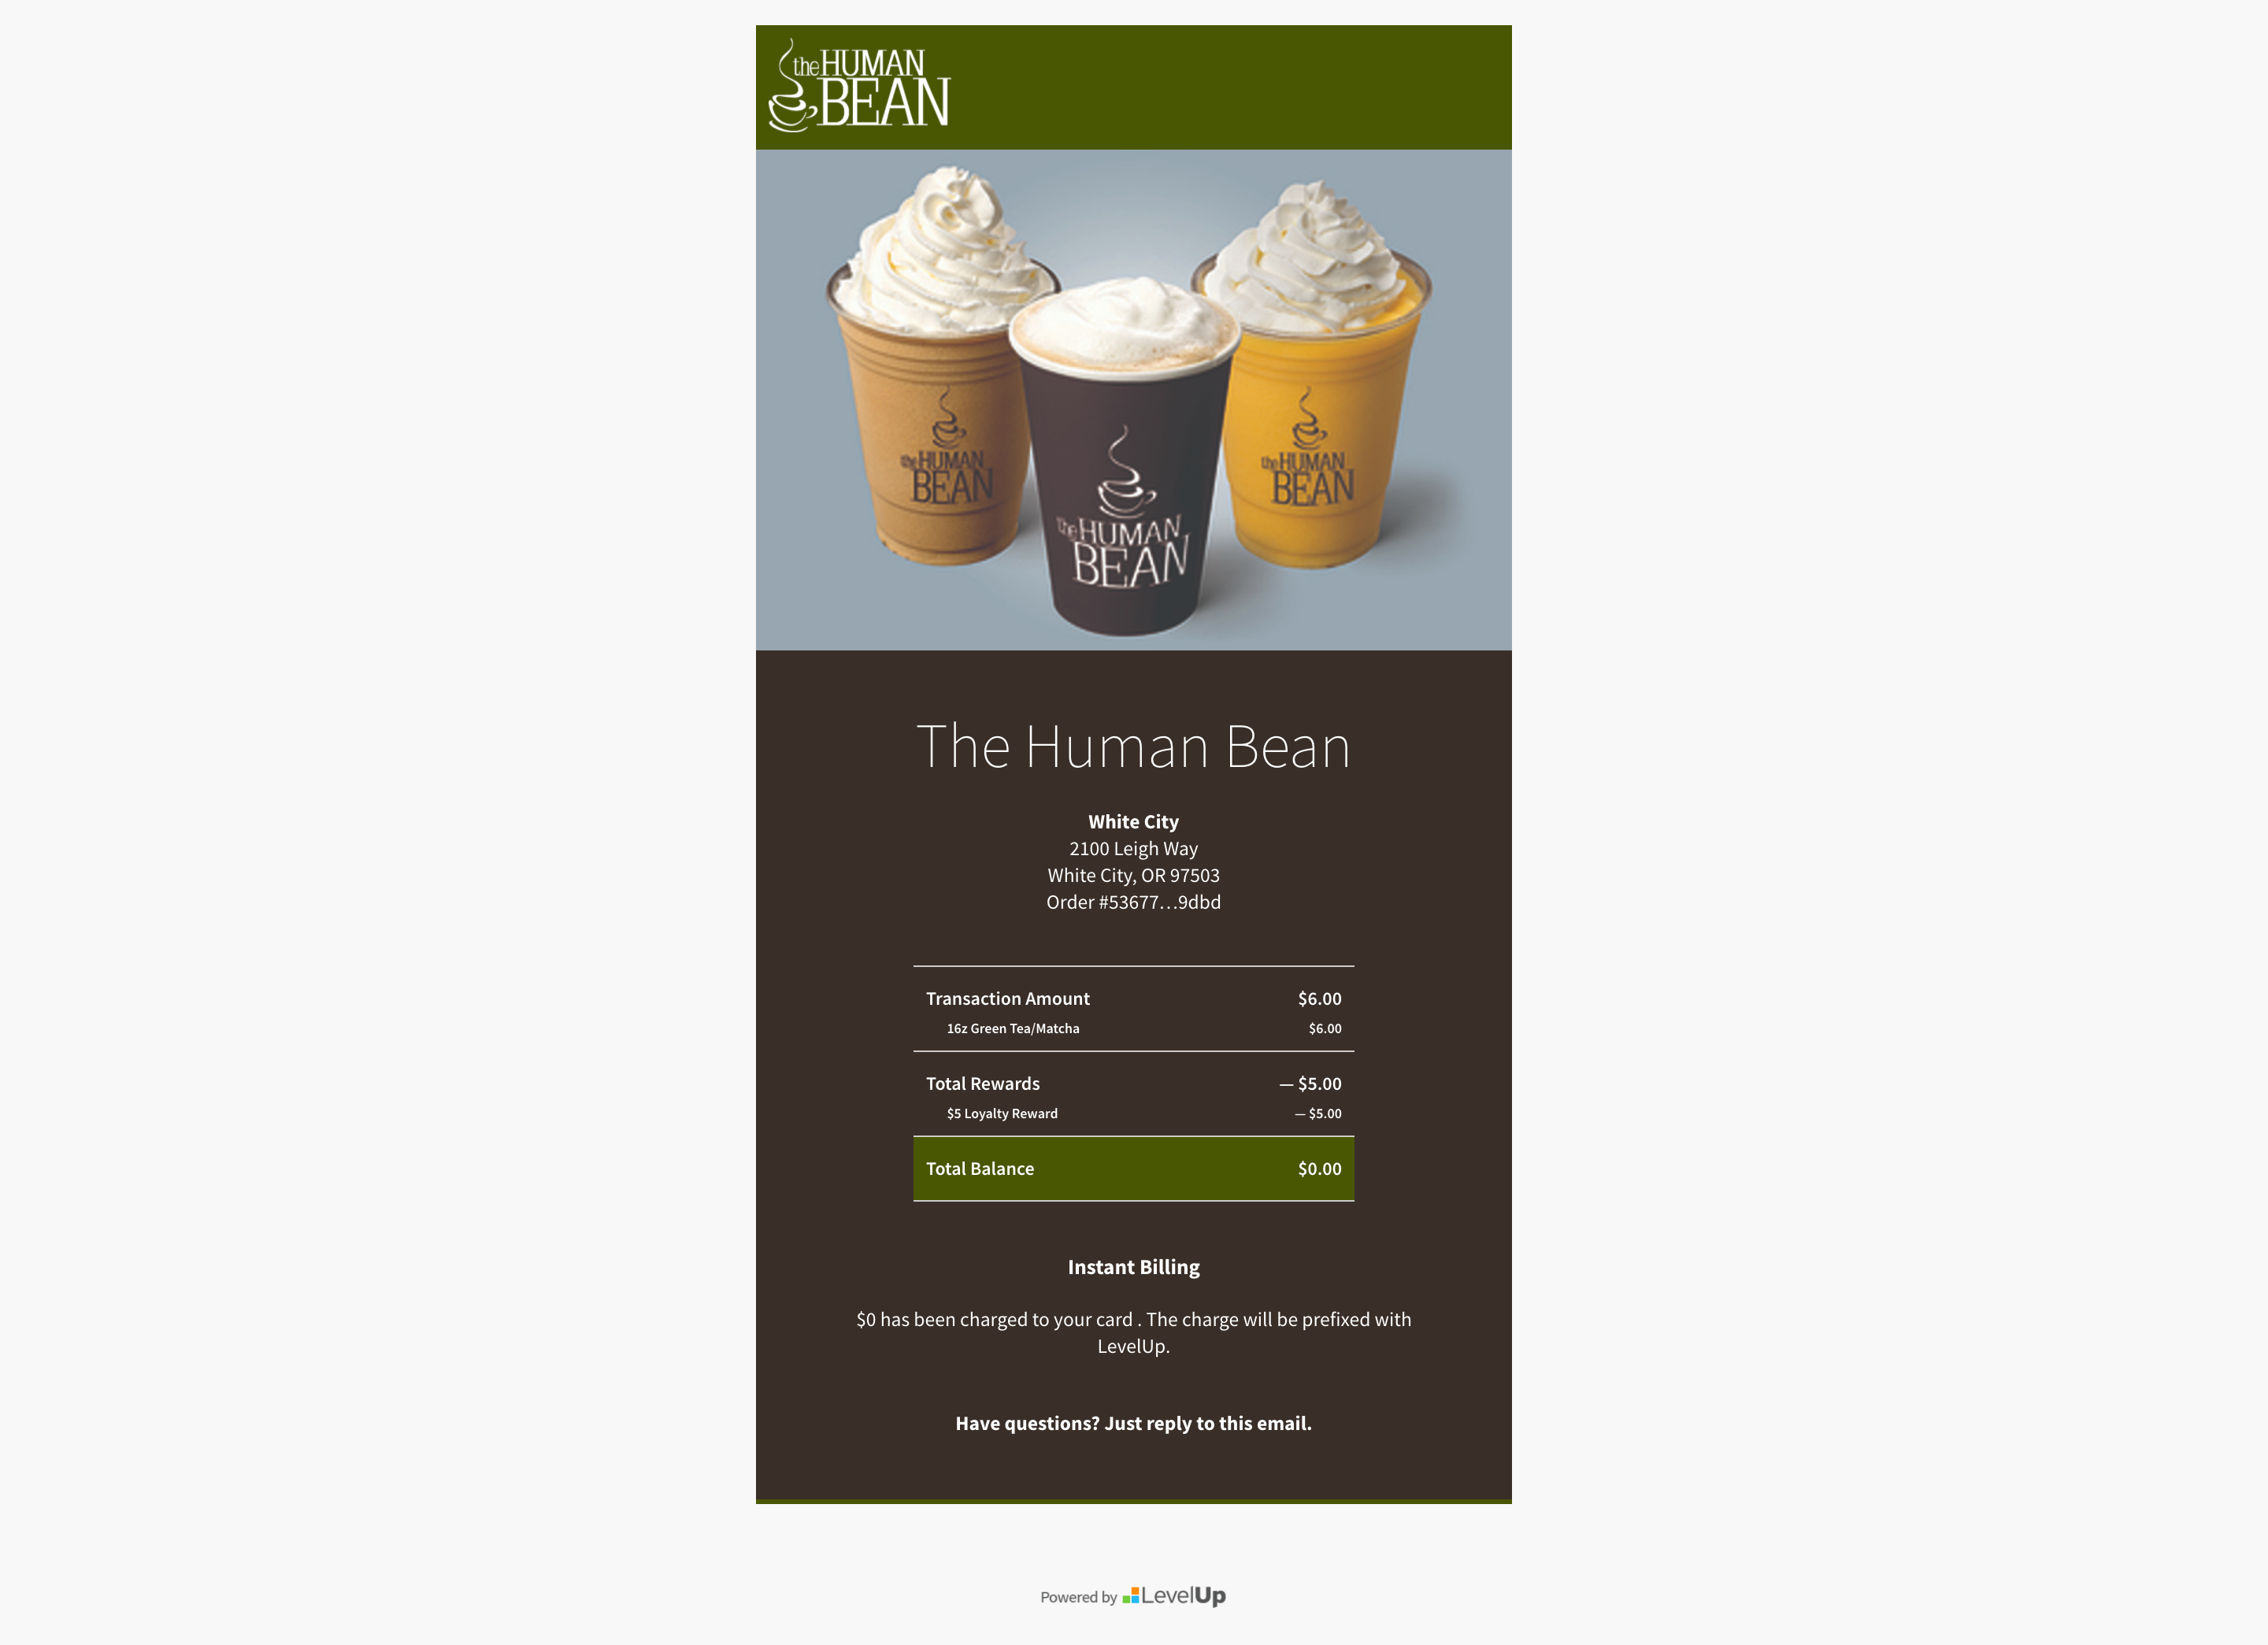 the HUMAN
BEAN
the HUMAN
BEAN
the HUMAN
BEAN
the HUMAN
BEAN
The Human Bean
White City
2100 Leigh Way
White City, OR 97503
Order #53677…9dbd
Transaction Amount $6.00
16z Green Tea/Matcha $6.00
Total Rewards — $5.00
$5 Loyalty Reward — $5.00
Total Balance $0.00
Instant Billing
$0 has been charged to your card . The charge will be prefixed with
LevelUp.
Have questions? Just reply to this email.
Powered by LevelUp